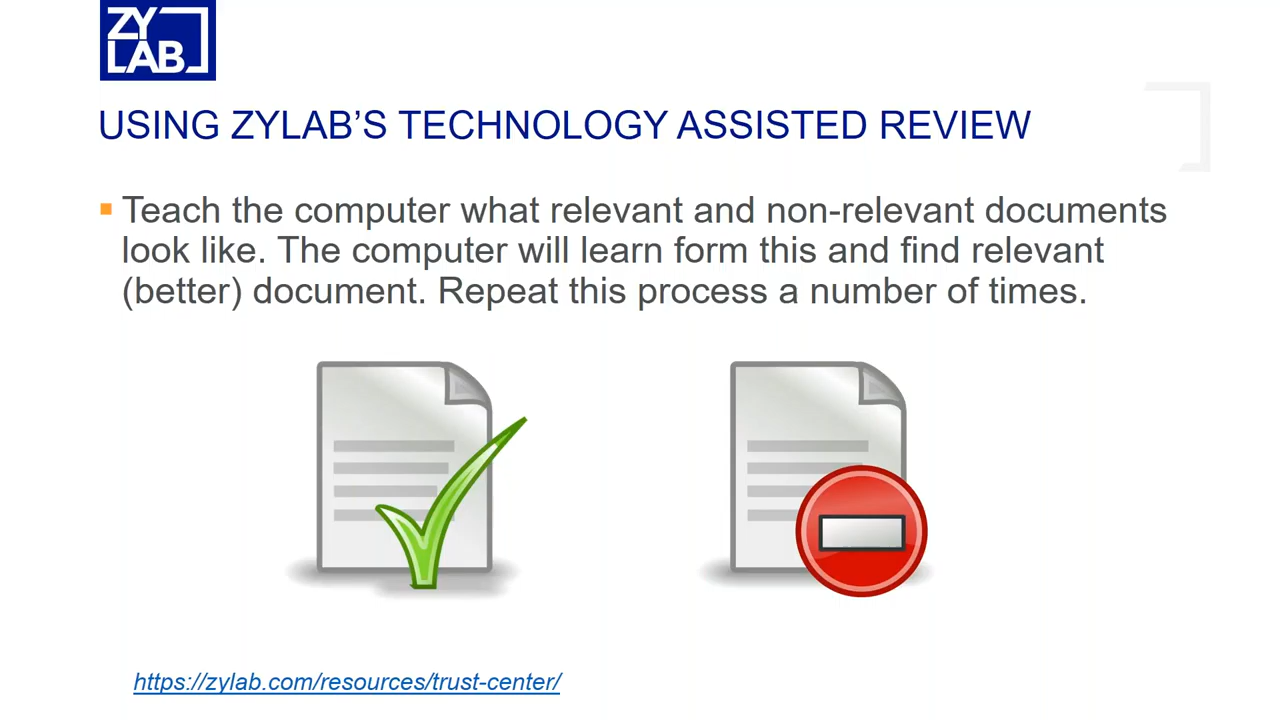 ZY
LAB
USING ZYLAB’S TECHNOLOGY ASSISTED REVIEW
Teach the computer what relevant and non-relevant documents
look like. The computer will learn form this and find relevant
(better) document. Repeat this process a number of times.
https://zylab.com/resources/trust-center/